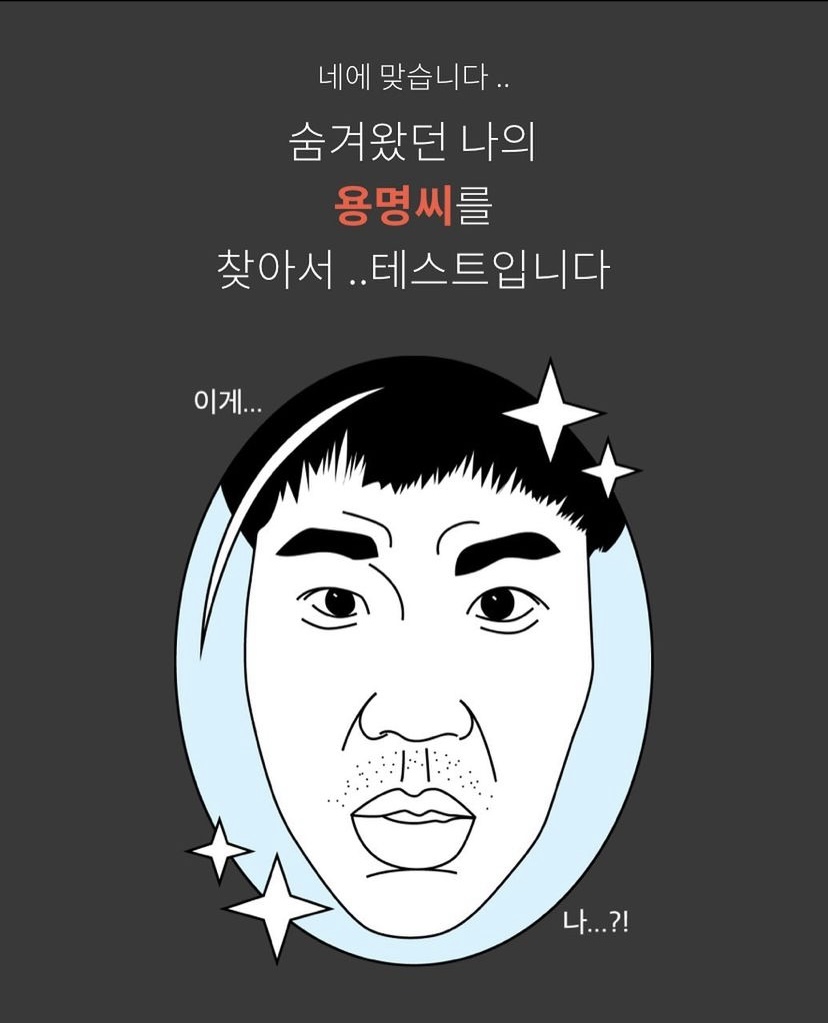 네에 맞습니다 ..
숨겨왔던 나의
용명씨를
찾아서 ..테스트입니다
이게...
나...?!